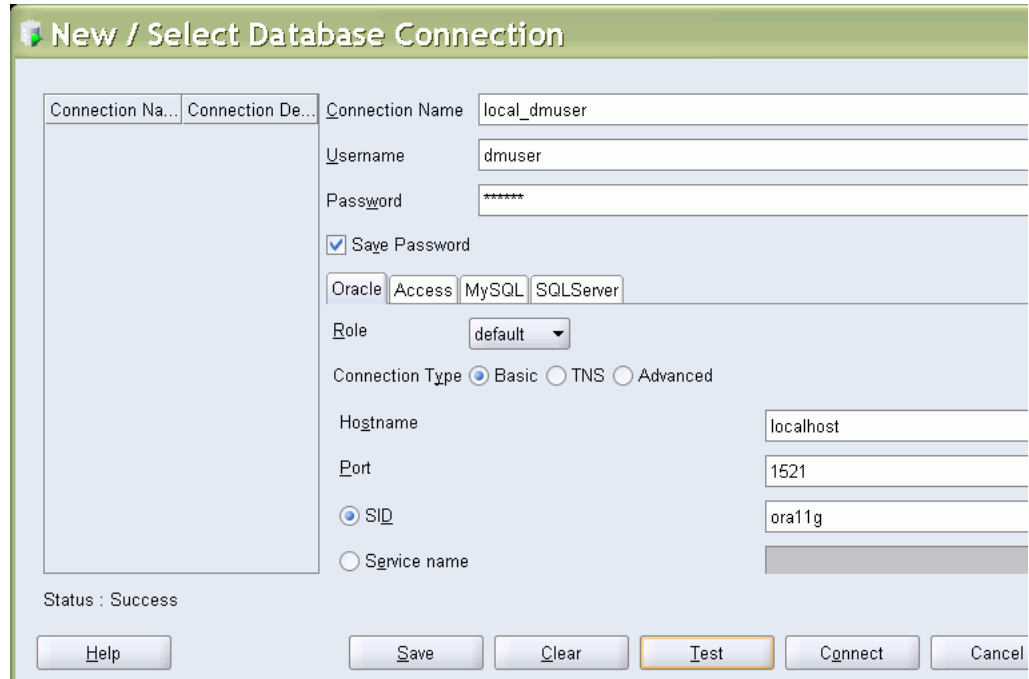 New / Select Database Connection
Connection Na... Connection De...
Connection Name local_dmuser
Username dmuser
Password ******
Save Password
Oracle Access MySQL SQLServer
Role default
Connection Type Basic TNS Advanced
Hostname localhost
Port 1521
SID ora11g
Service name
Status : Success
Help Save Clear Test Connect Cancel